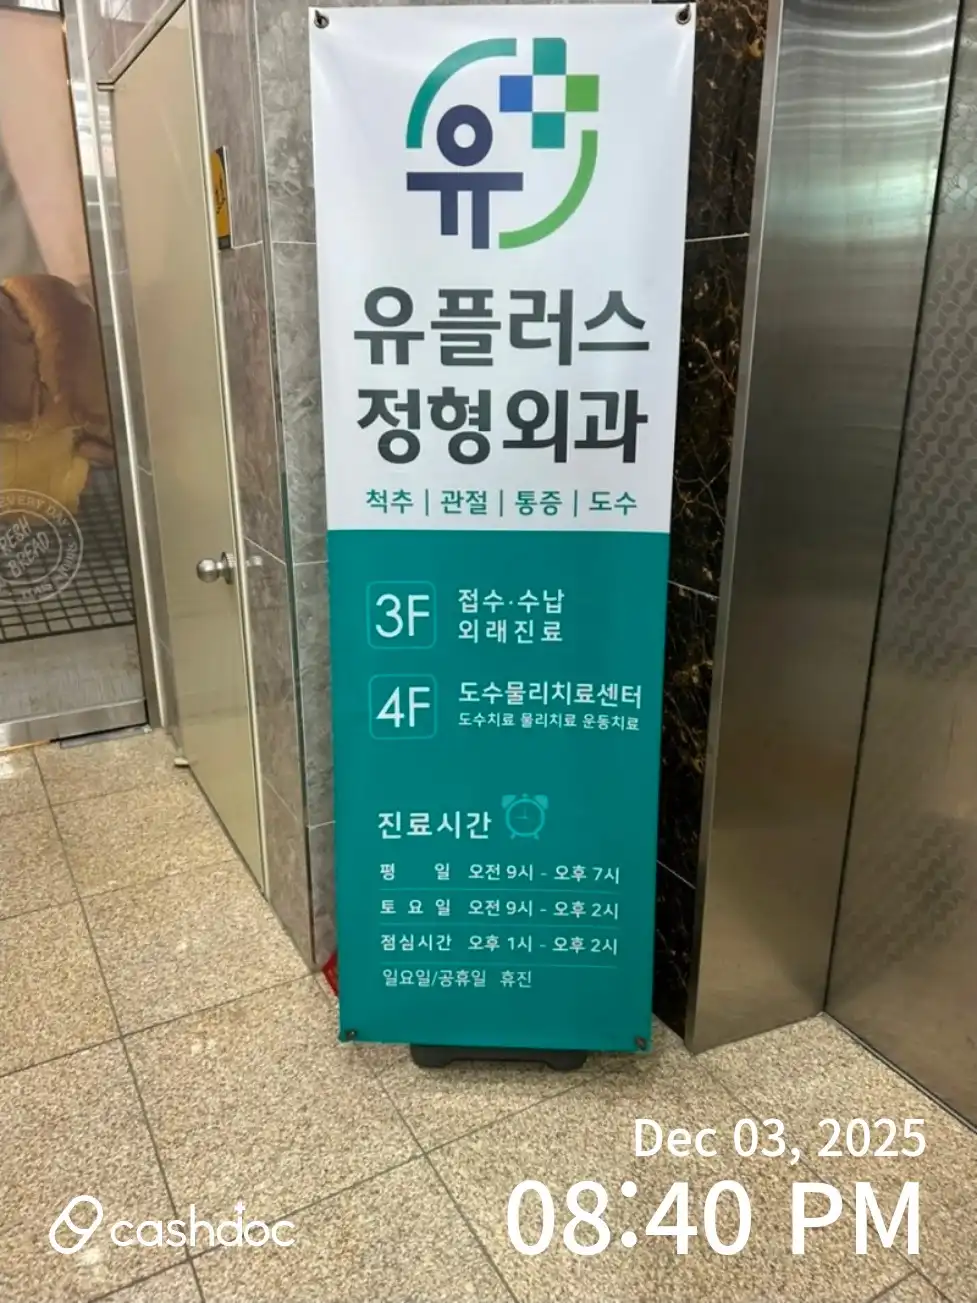 유
유플러스
정형외과
척추 | 관절 | 통증 | 도수
3F 접수·수납
외래진료
4F 도수물리치료센터
도수치료 물리치료 운동치료
진료시간
평 일 오전 9시 - 오후 7시
토 요 일 오전 9시 - 오후 2시
점심시간 오후 1시 - 오후 2시
일요일/공휴일 휴진
EVERY DAY
FRESH
BREAD
Dec 03, 2025
08:40 PM
cashdoc